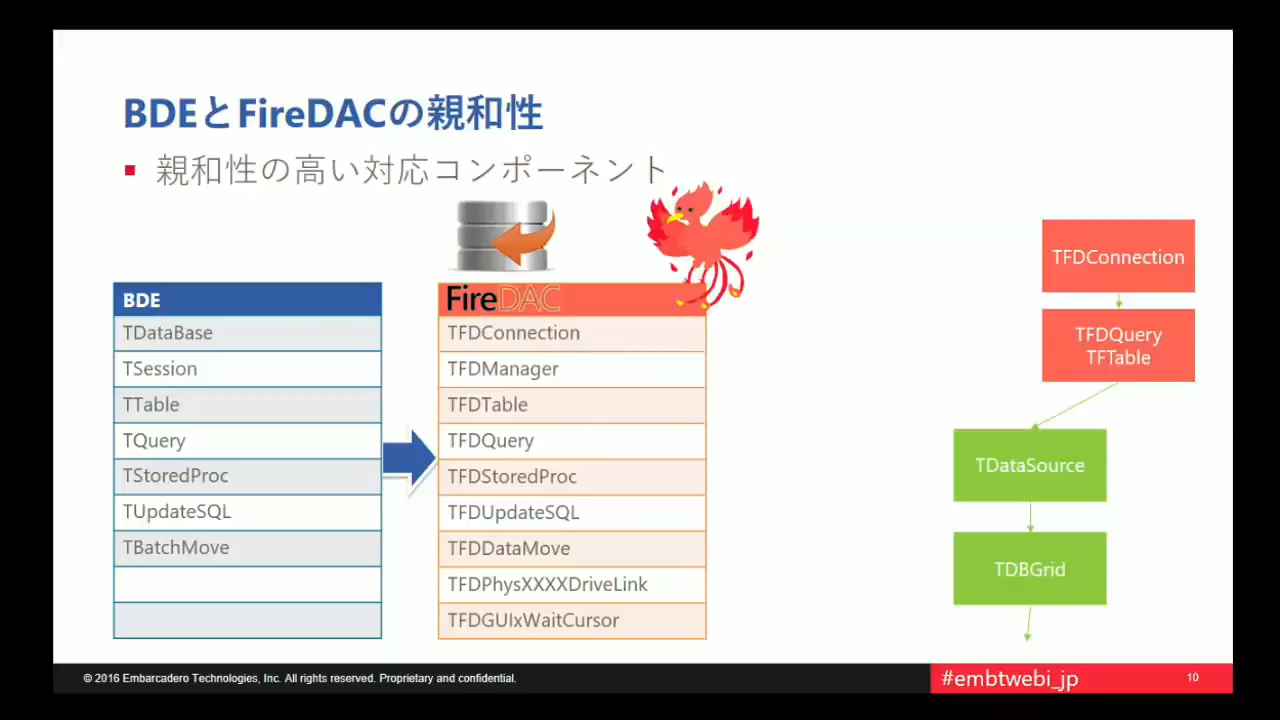 BDEとFireDACの親和性
親和性の高い対応コンポーネント
BDE
TDataBase
TSession
TTable
TQuery
TStoredProc
TUpdateSQL
TBatchMove
FireDAC
TFDConnection
TFDManager
TFDTable
TFDQuery
TFDStoredProc
TFDUpdateSQL
TFDDataMove
TFDPhysXXXXDriveLink
TFDGUIxWaitCursor
TFDConnection
TFDQuery
TFTable
TDataSource
TDBGrid
© 2016 Embarcadero Technologies, Inc. All rights reserved. Proprietary and confidential.
#embtwebi_jp
10